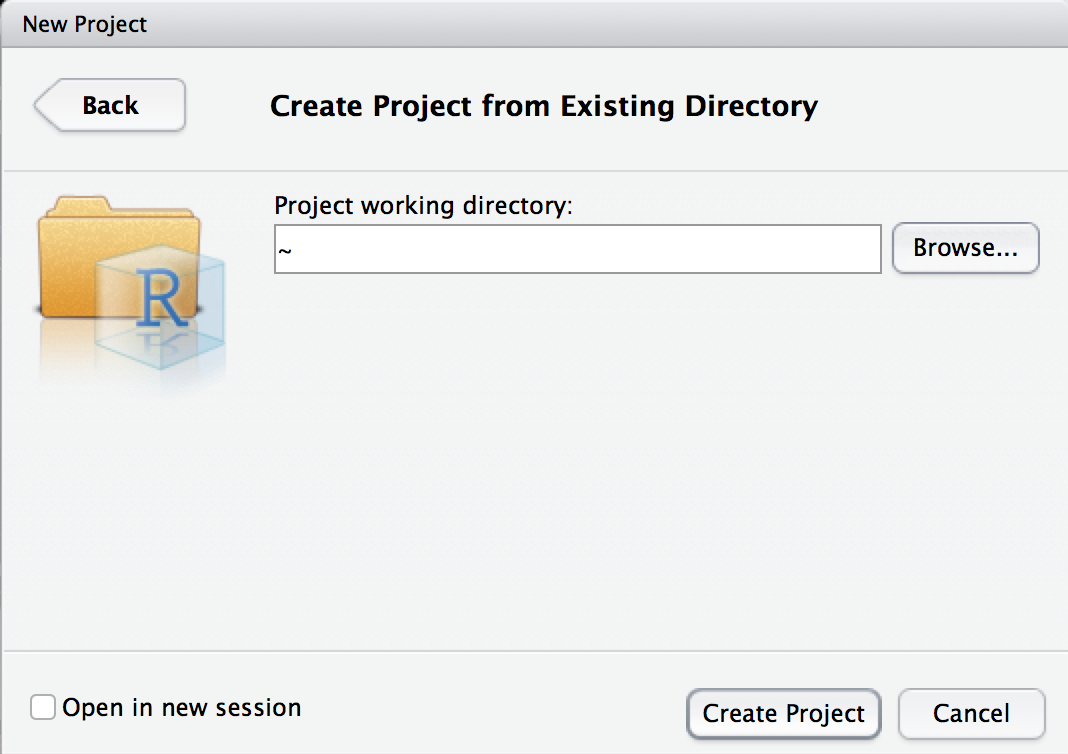 New Project
Back
Create Project from Existing Directory
Project working directory:
~
Browse...
R
Open in new session
Create Project
Cancel